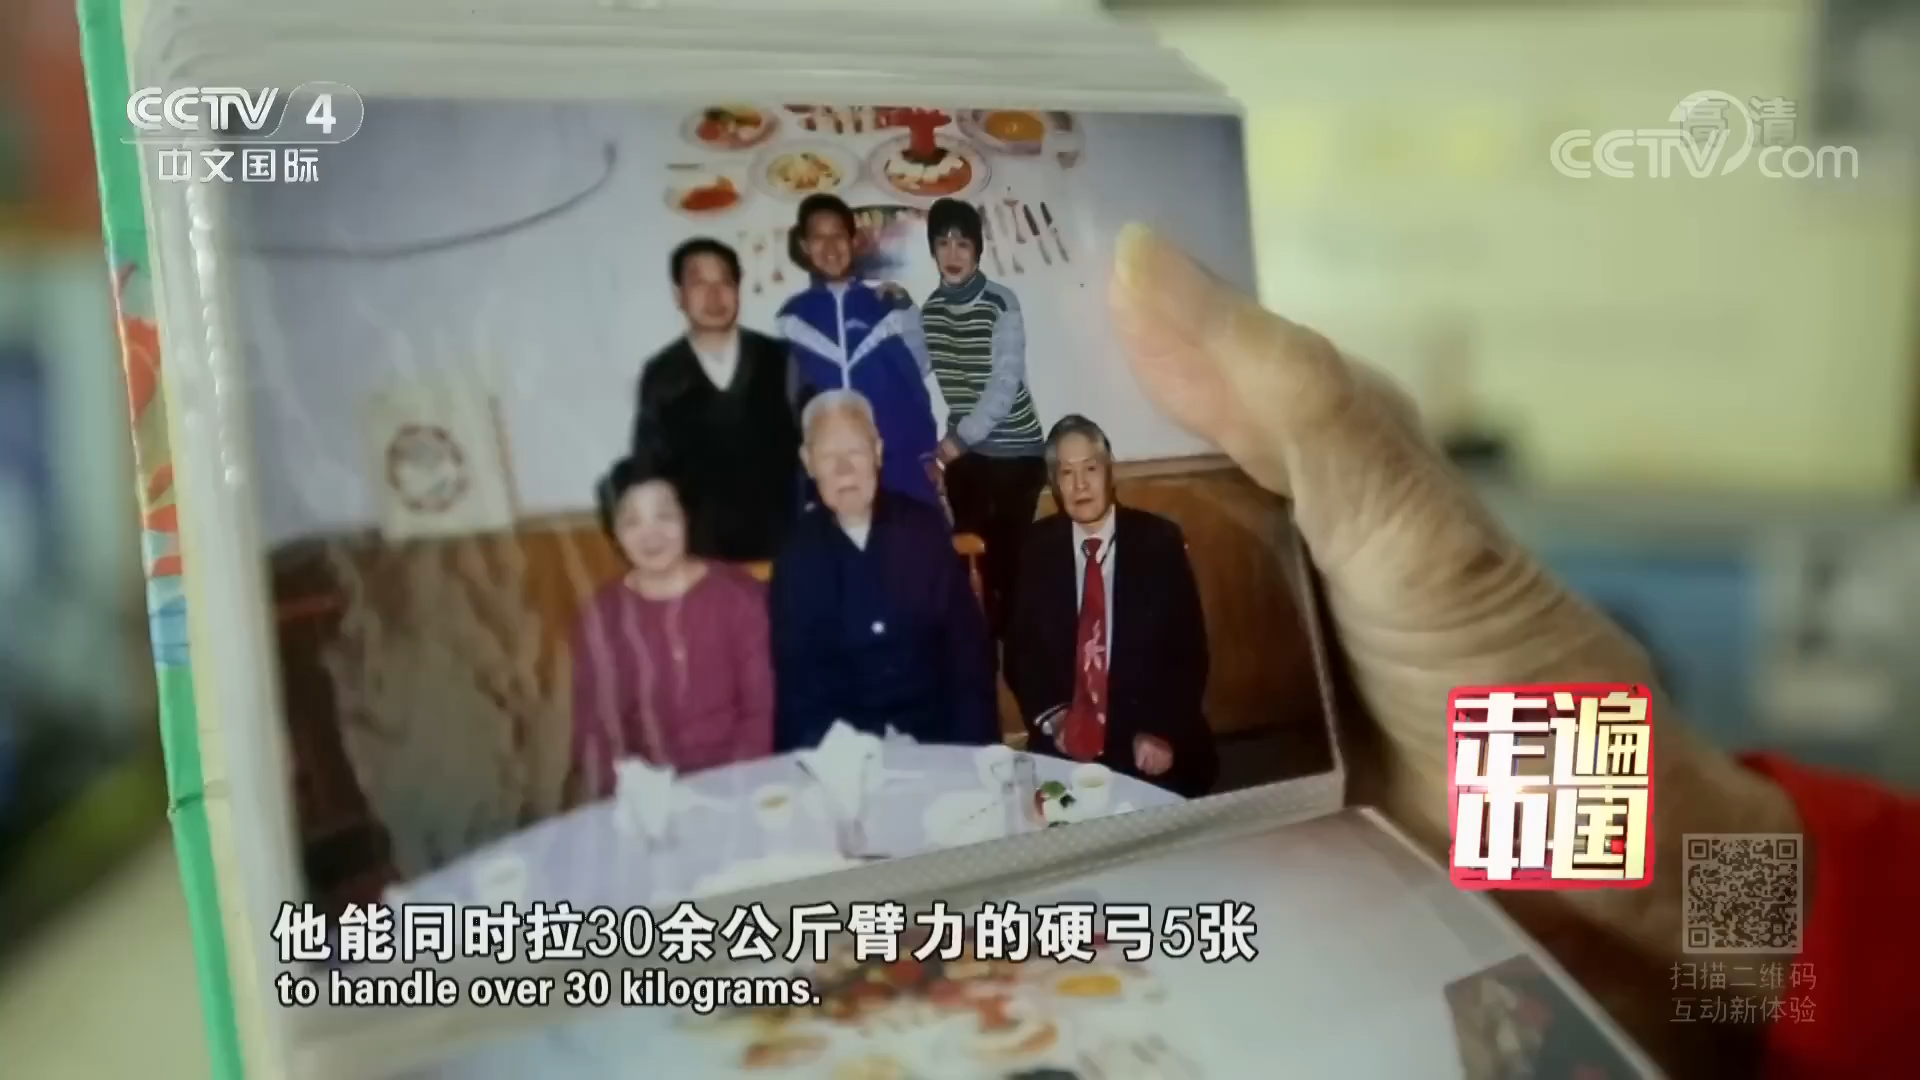 CCTV 4
中文国际
高清
CCTV com
走遍
中国
他能同时拉30余公斤臂力的硬弓5张
to handle over 30 kilograms.
扫描二维码
互动新体验